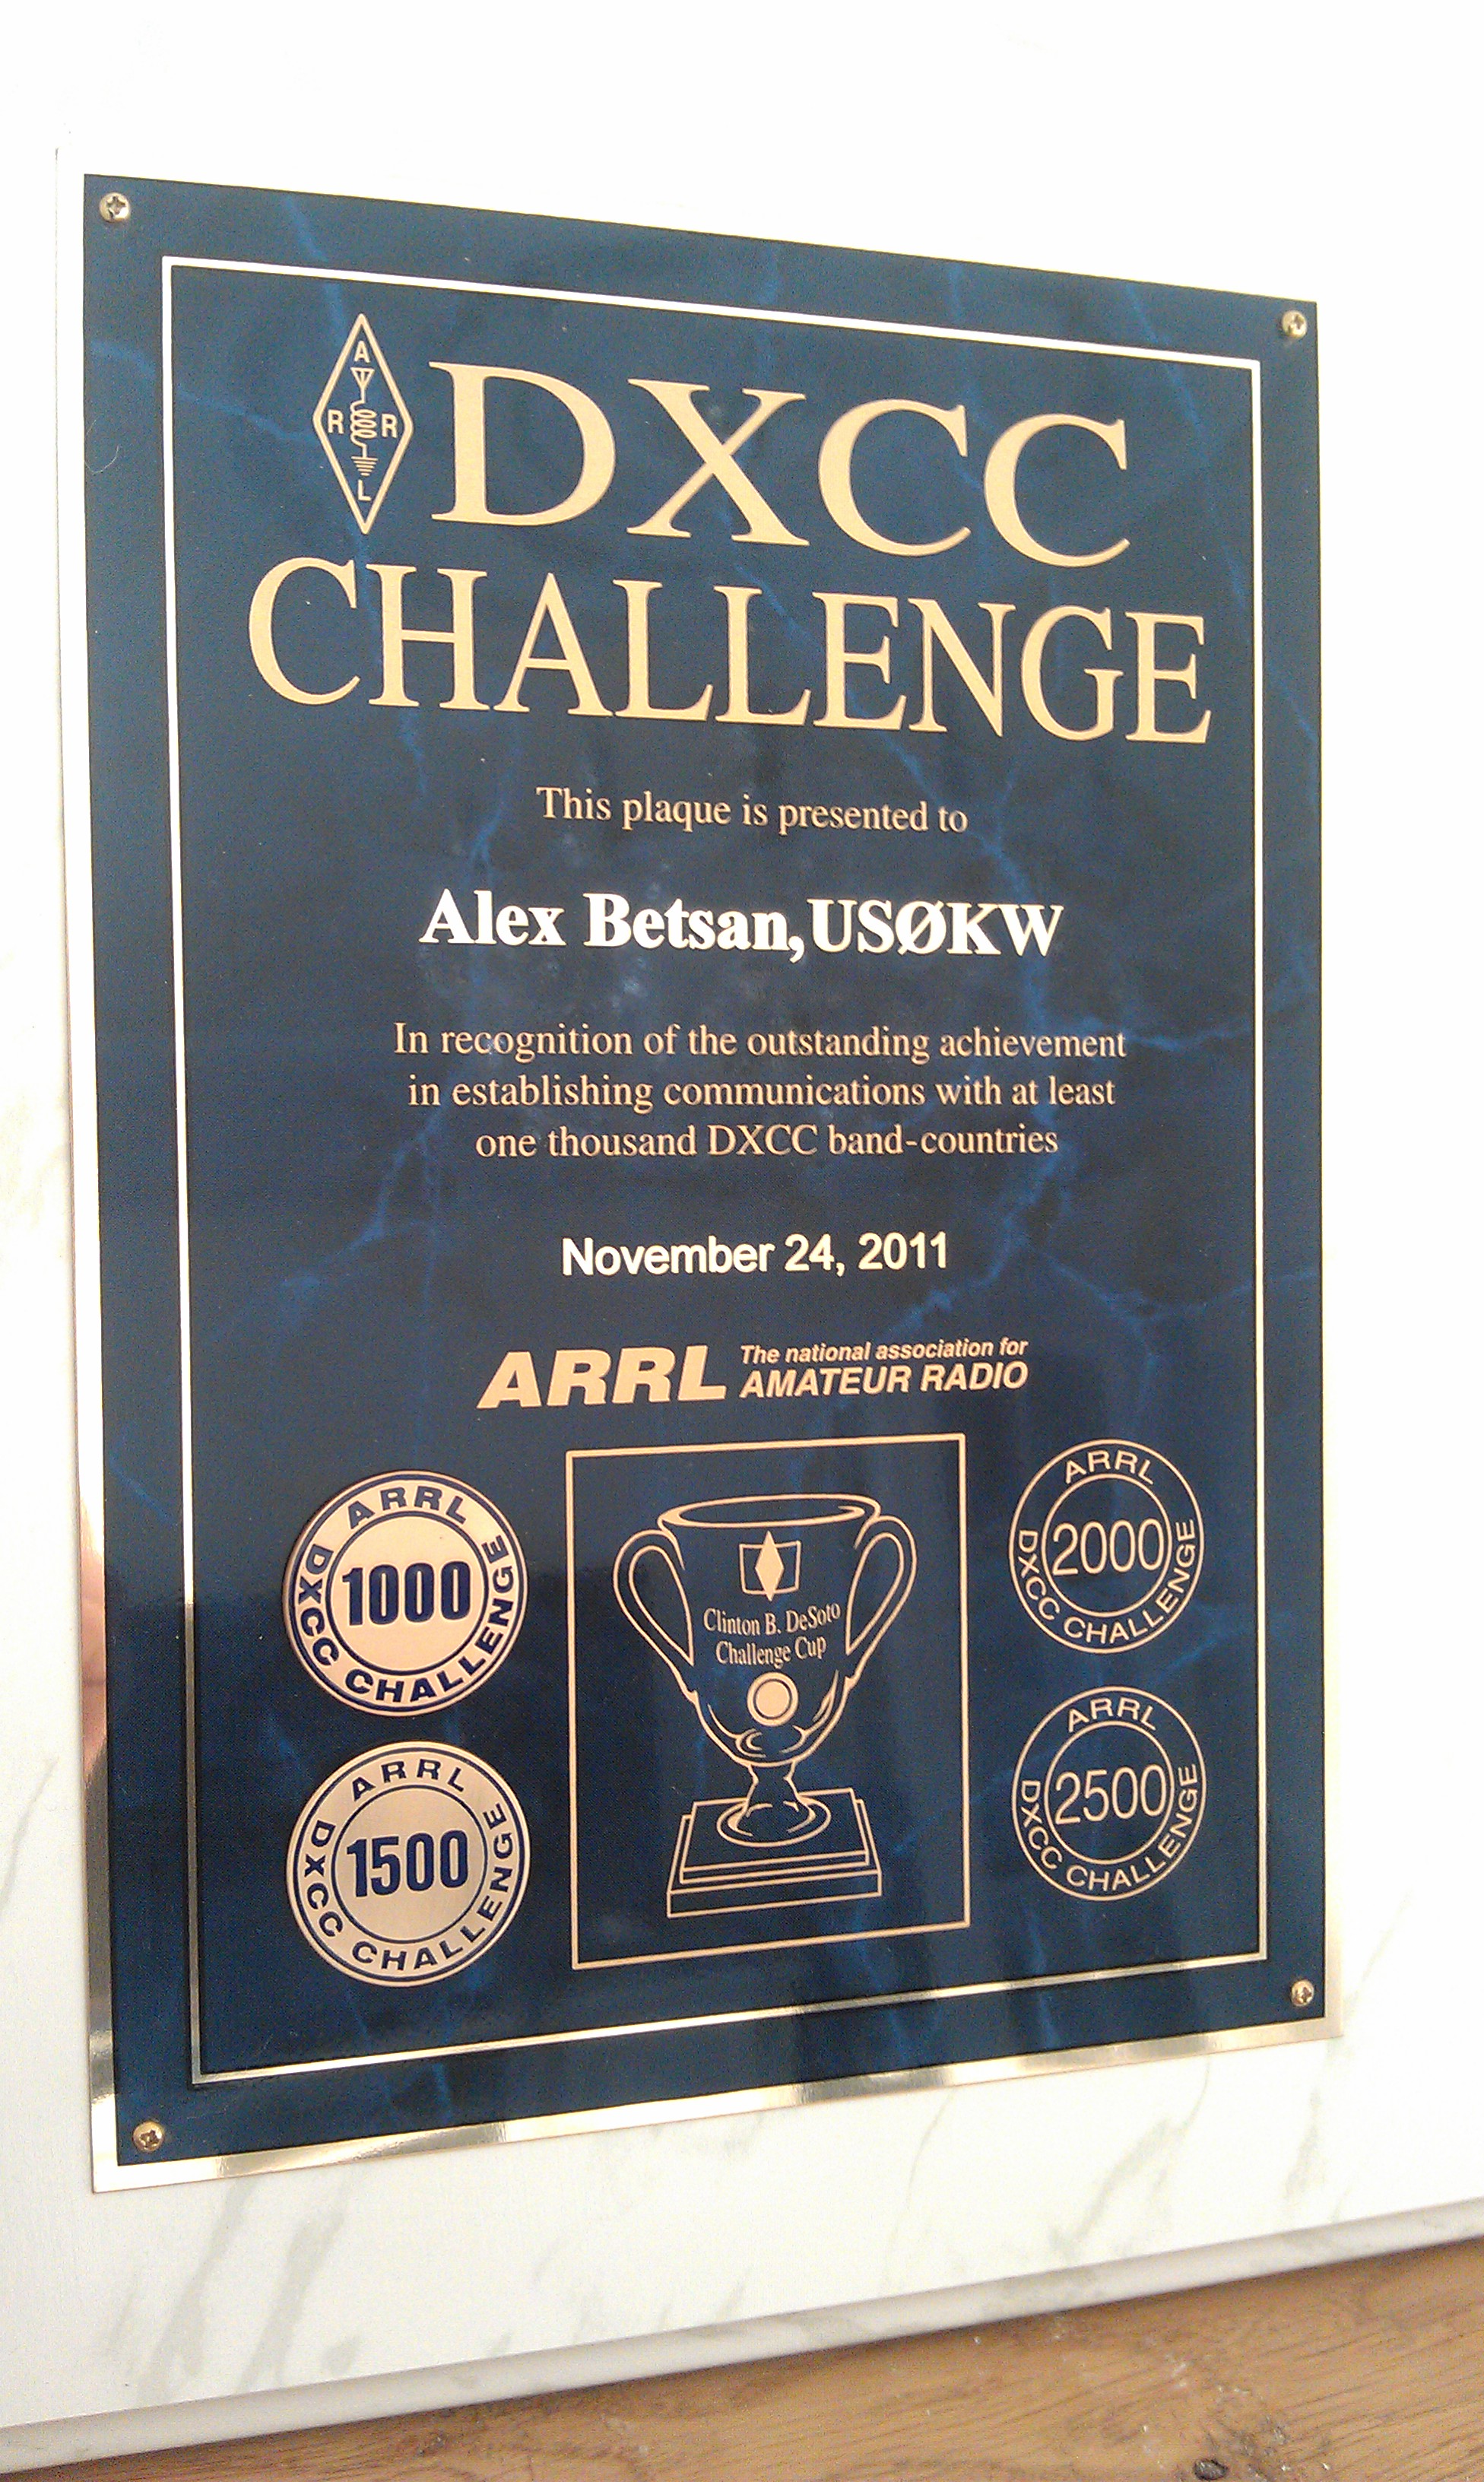 A
R R
L
DXCC
CHALLENGE
This plaque is presented to
Alex Betsan, USØKW
In recognition of the outstanding achievement
in establishing communications with at least
one thousand DXCC band-countries
November 24, 2011
ARRL The national association for
AMATEUR RADIO
ARRL
1000
DXCC CHALLENGE
Clinton B. DeSoto
Challenge Cup
ARRL
2000
DXCC CHALLENGE
ARRL
1500
DXCC CHALLENGE
ARRL
2500
DXCC CHALLENGE